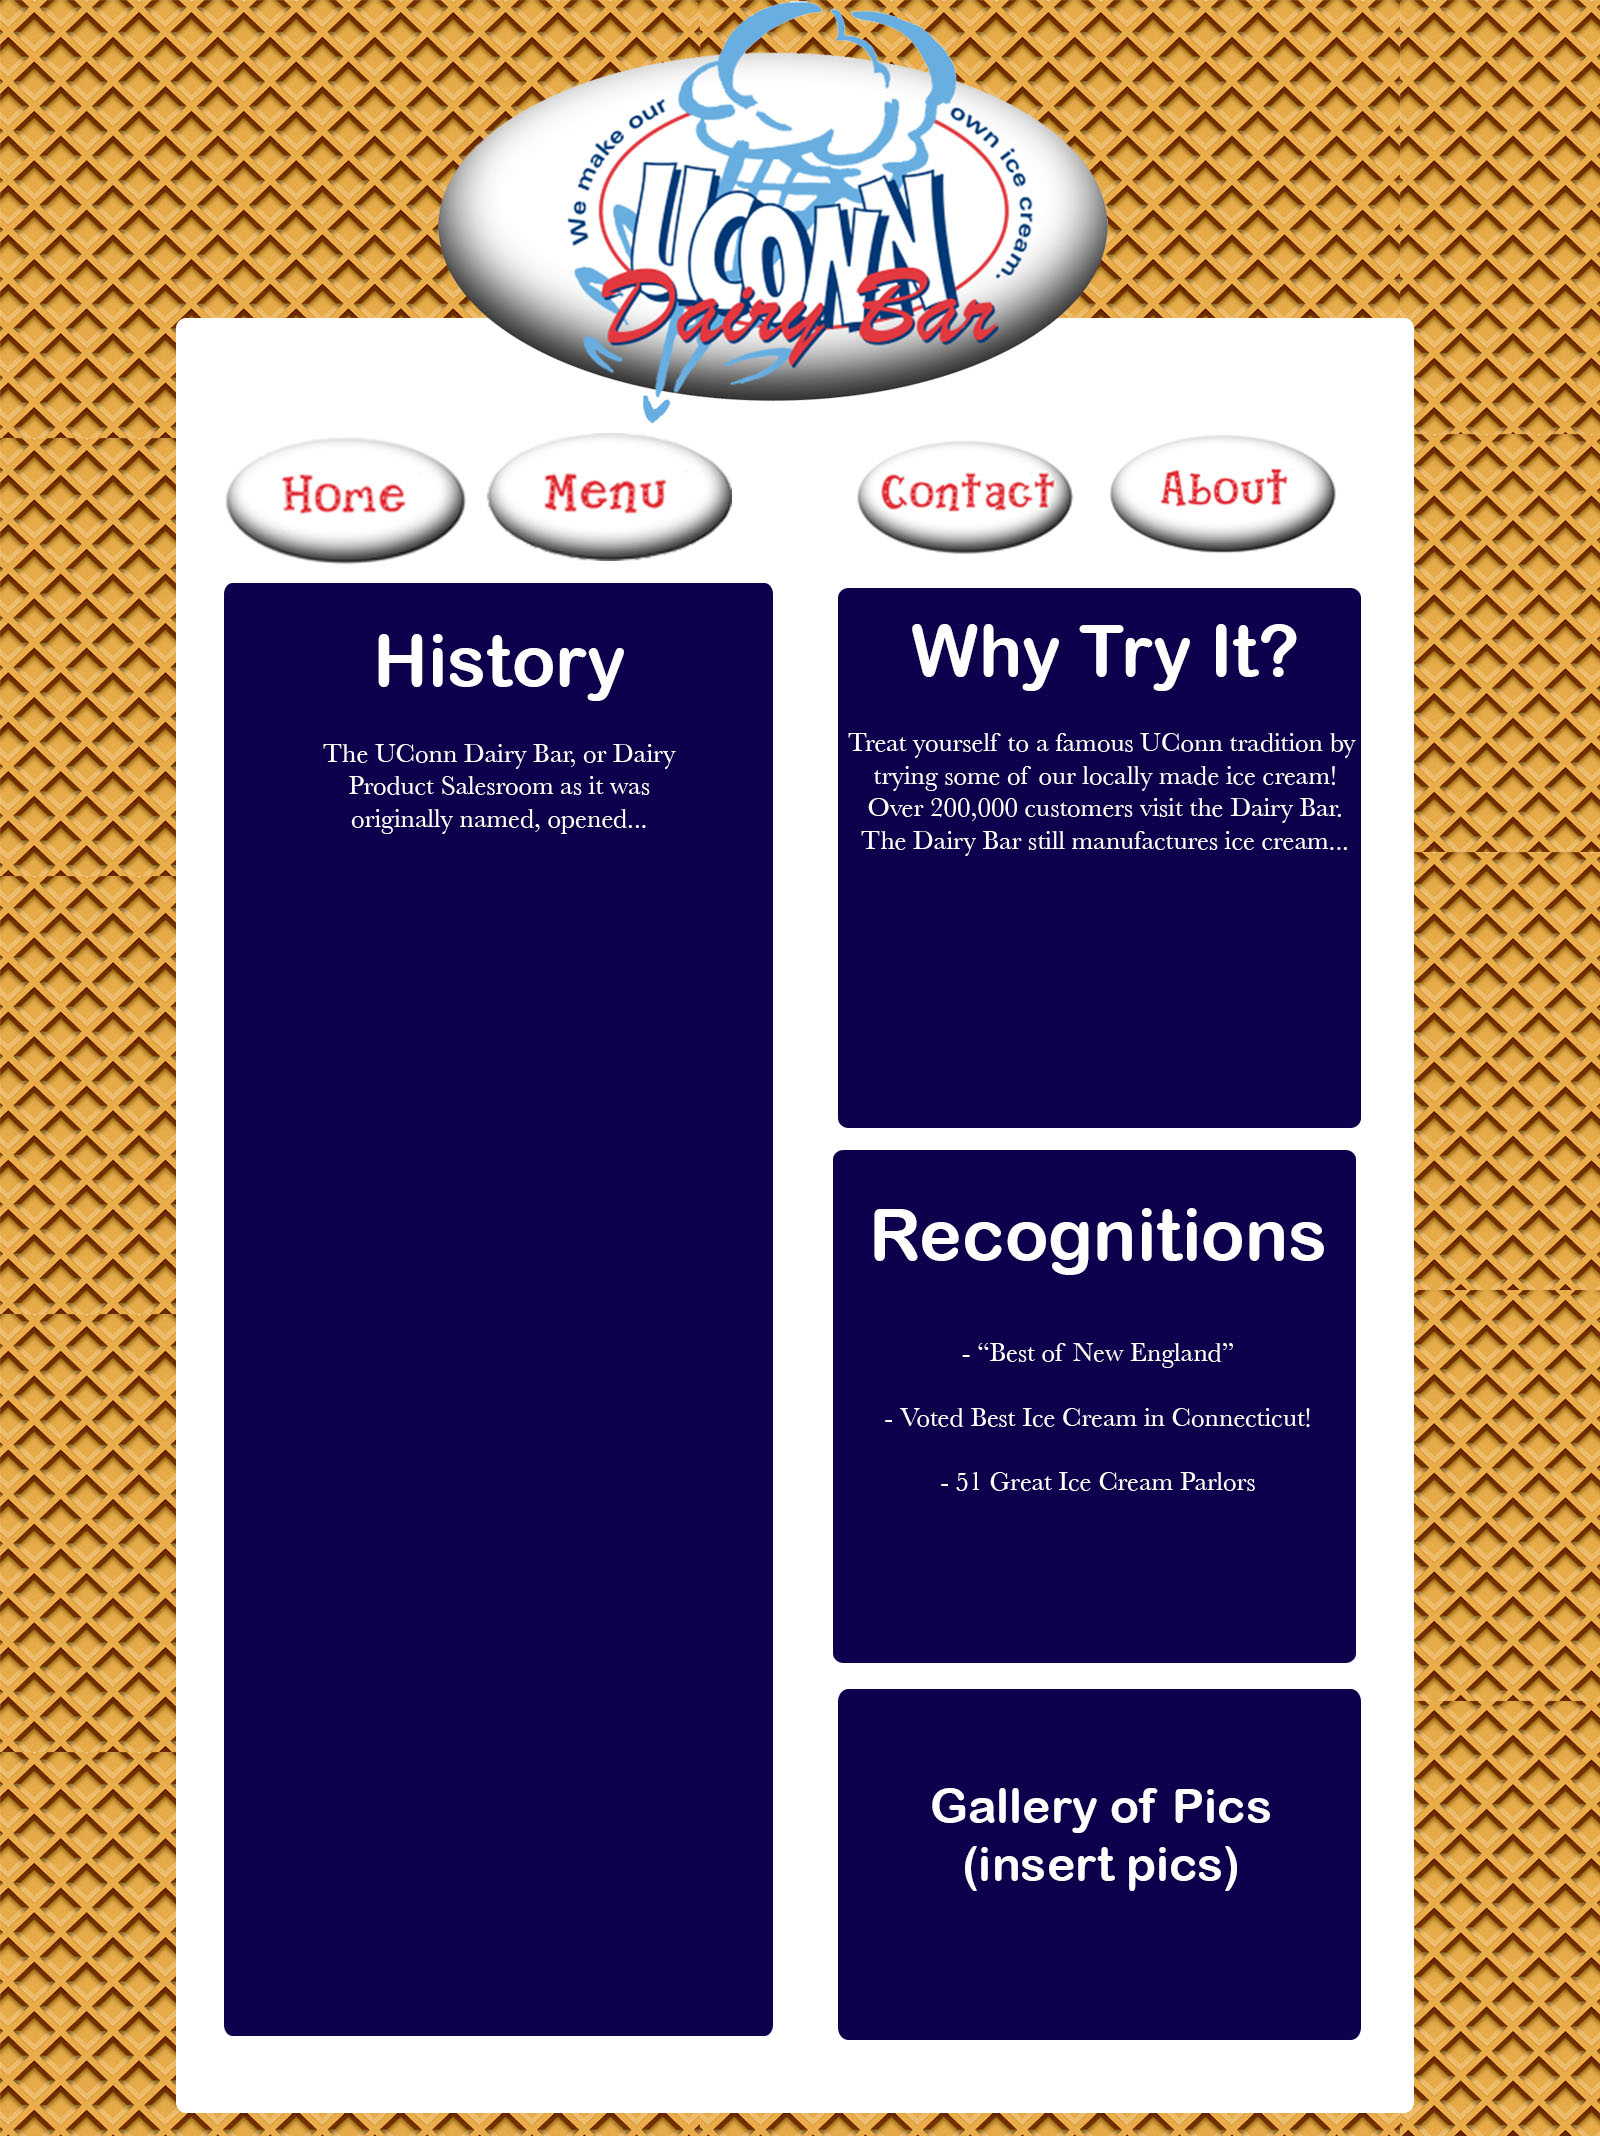 We make our own ice cream.
UCONN
Dairy Bar
Home
Menu
Contact
About
History
The UConn Dairy Bar, or Dairy
Product Salesroom as it was
originally named, opened...
Why Try It?
Treat yourself to a famous UConn tradition by
trying some of our locally made ice cream!
Over 200,000 customers visit the Dairy Bar.
The Dairy Bar still manufactures ice cream...
Recognitions
- “Best of New England”
- Voted Best Ice Cream in Connecticut!
- 51 Great Ice Cream Parlors
Gallery of Pics
(insert pics)